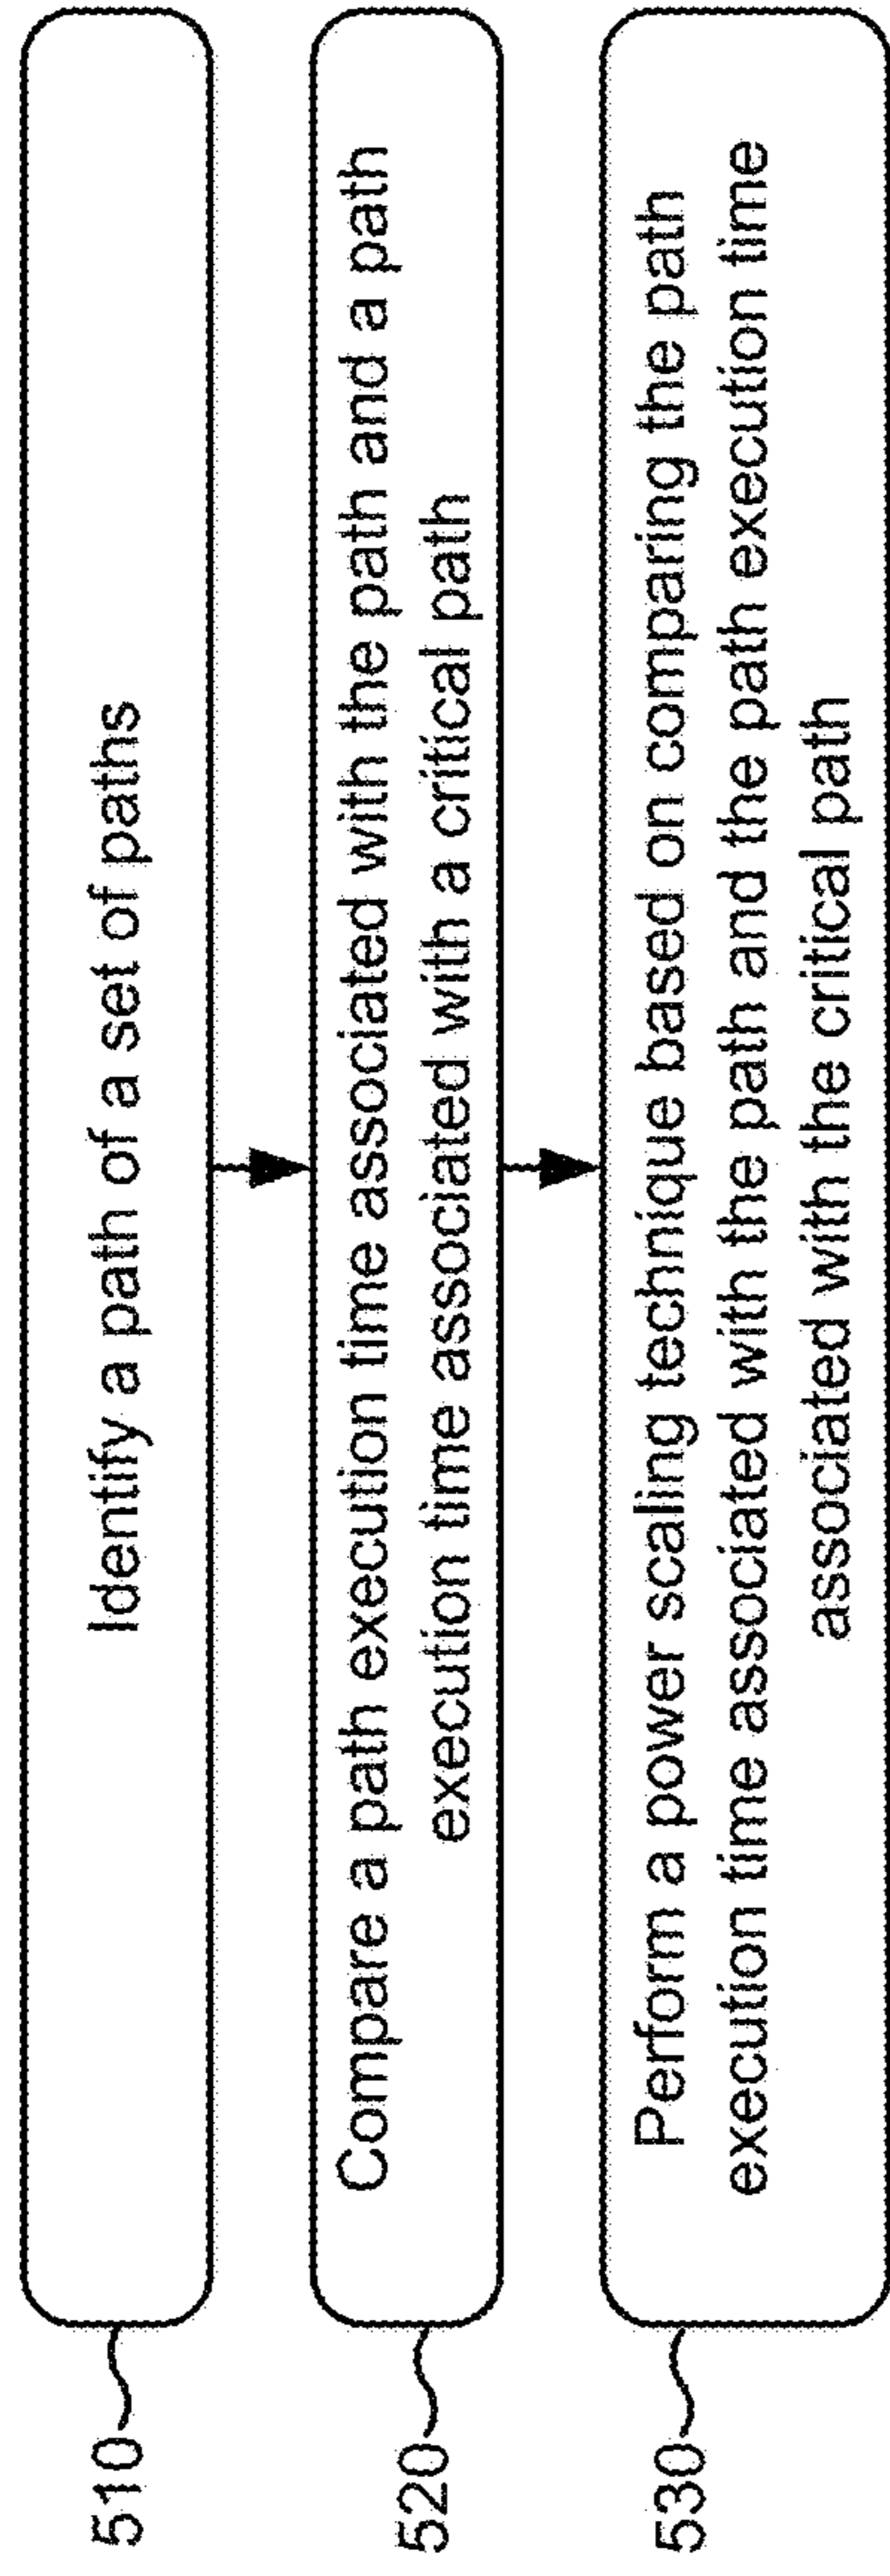 510
Identify a path of a set of paths
520
Compare a path execution time associated with the path and a path
execution time associated with a critical path
530
Perform a power scaling technique based on comparing the path
execution time associated with the path and the path execution time
associated with the critical path